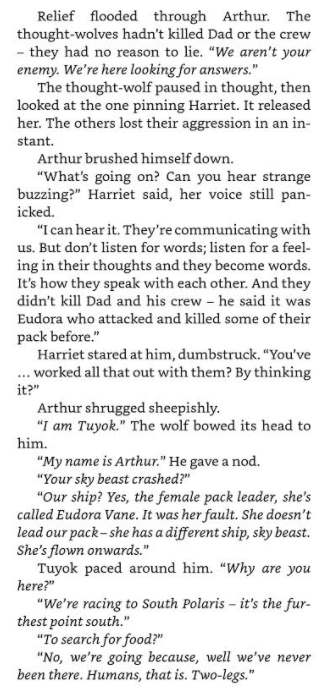 Relief flooded through Arthur. The
thought-wolves hadn't killed Dad or the crew
– they had no reason to lie. "We aren't your
enemy. We're here looking for answers."
The thought-wolf paused in thought, then
looked at the one pinning Harriet. It released
her. The others lost their aggression in an in-
stant.
Arthur brushed himself down.
"What's going on? Can you hear strange
buzzing?" Harriet said, her voice still pan-
icked.
"I can hear it. They're communicating with
us. But don't listen for words; listen for a feel-
ing in their thoughts and they become words.
It's how they speak with each other. And they
didn't kill Dad and his crew – he said it was
Eudora who attacked and killed some of their
pack before."
Harriet stared at him, dumbstruck. "You've
... worked all that out with them? By thinking
it?"
Arthur shrugged sheepishly.
"I am Tuyok." The wolf bowed its head to
him.
"My name is Arthur." He gave a nod.
"Your sky beast crashed?"
"Our ship? Yes, the female pack leader, she's
called Eudora Vane. It was her fault. She doesn't
lead our pack – she has a different ship, sky beast.
She's flown onwards."
Tuyok paced around him. "Why are you
here?"
"We're racing to South Polaris – it's the fur-
thest point south."
"To search for food?"
"No, we're going because, well we've never
been there. Humans, that is. Two-legs."